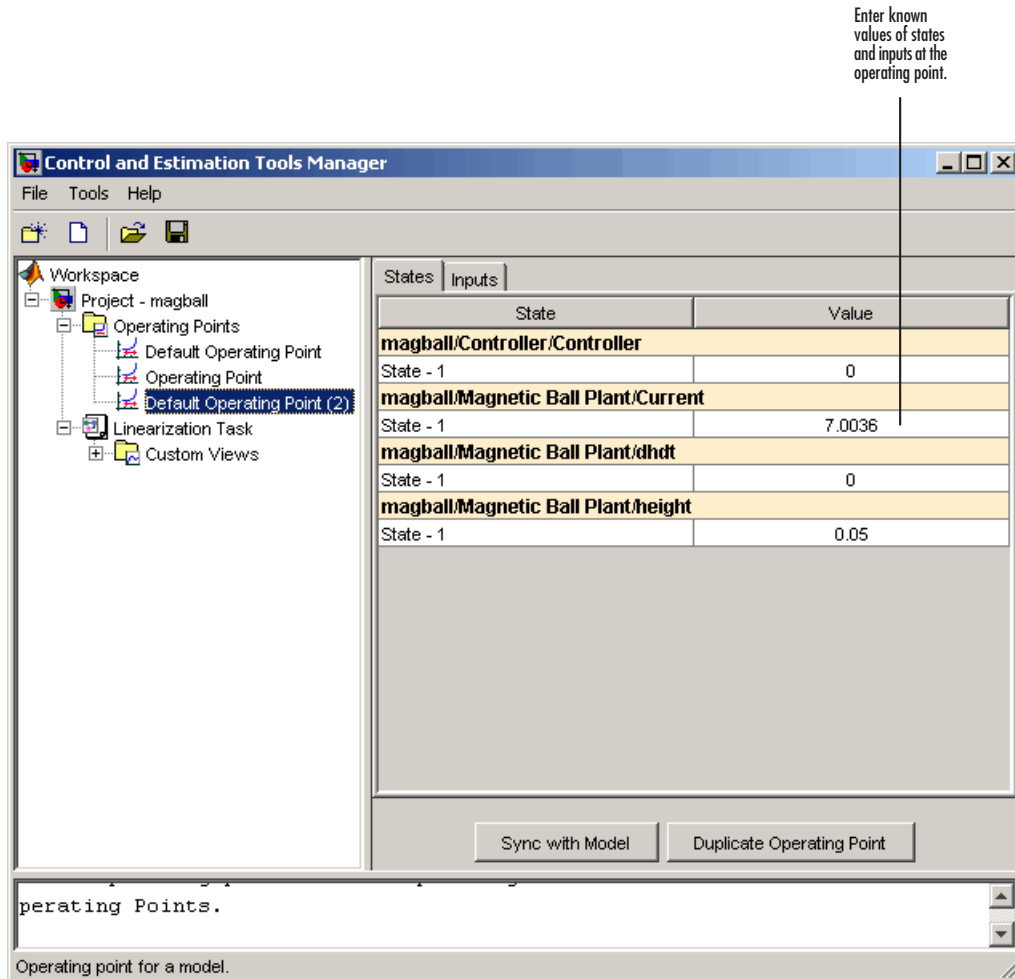 Enter known
values of states
and inputs at the
operating point.
Control and Estimation Tools Manager
File Tools Help
Workspace
Project - magball
Operating Points
Default Operating Point
Operating Point
Default Operating Point (2)
Linearization Task
Custom Views
States Inputs
State Value
magball/Controller/Controller
State - 1 0
magball/Magnetic Ball Plant/Current
State - 1 7.0036
magball/Magnetic Ball Plant/dhdt
State - 1 0
magball/Magnetic Ball Plant/height
State - 1 0.05
Sync with Model Duplicate Operating Point
perating Points.
Operating point for a model.